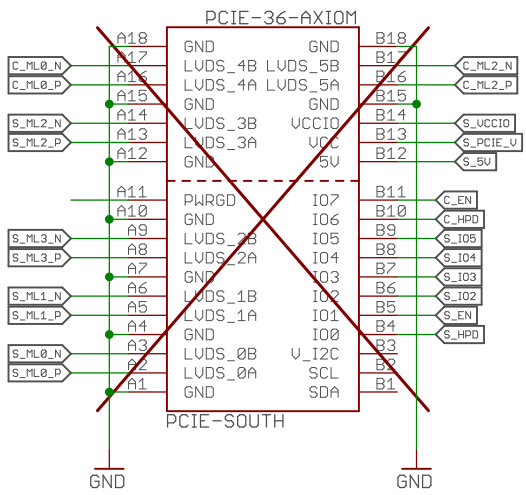 PCIE-36-AXIOM
A18 GND GND B18
C_ML0_N A17 LVDS_4B LVDS_5B B17 C_ML2_N
C_ML0_P A16 LVDS_4A LVDS_5A B16 C_ML2_P
A15 GND GND B15
S_ML2_N A14 LVDS_3B VCCIO B14 S_VCCIO
S_ML2_P A13 LVDS_3A VCC B13 S_PCIE_V
A12 GND 5V B12 S_5V
A11 PWRGD IO7 B11 C_EN
A10 GND IO6 B10 C_HPD
S_ML3_N A9 LVDS_2B IO5 B9 S_IO5
S_ML3_P A8 LVDS_2A IO4 B8 S_IO4
A7 GND IO3 B7 S_IO3
S_ML1_N A6 LVDS_1B IO2 B6 S_IO2
S_ML1_P A5 LVDS_1A IO1 B5 S_EN
A4 GND IO0 B4 S_HPD
S_ML0_N A3 LVDS_0B V_I2C B3
S_ML0_P A2 LVDS_0A SCL B2
A1 GND SDA B1
PCIE-SOUTH
GND GND